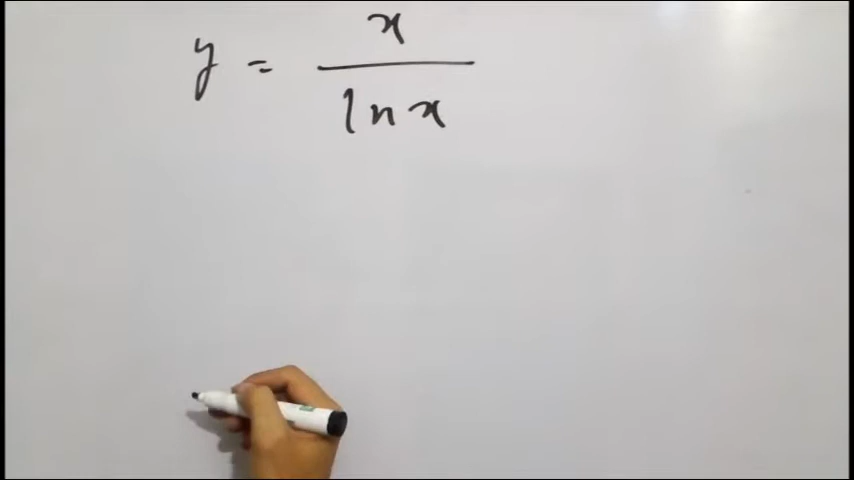 y = x / ln x